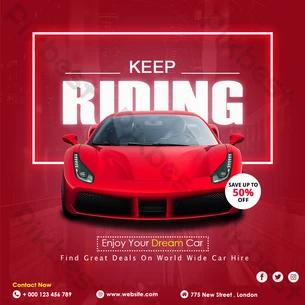 KEEP
RIDING
SAVE UP TO
50%
OFF
Enjoy Your Dream Car
Find Great Deals On World Wide Car Hire
Contact Now
+ 000 123 456 789
www.website.com
775 New Street , London